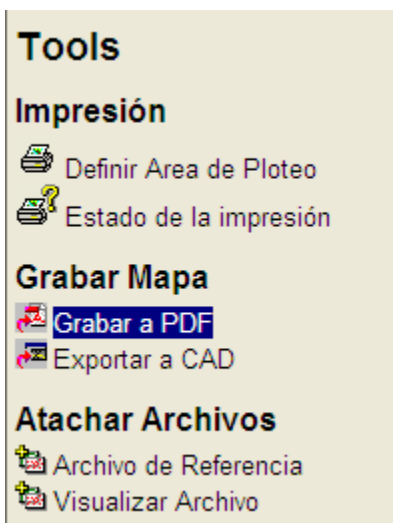 Tools
Impresión
Definir Area de Ploteo
Estado de la impresión
Grabar Mapa
Grabar a PDF
Exportar a CAD
Atachar Archivos
Archivo de Referencia
Visualizar Archivo